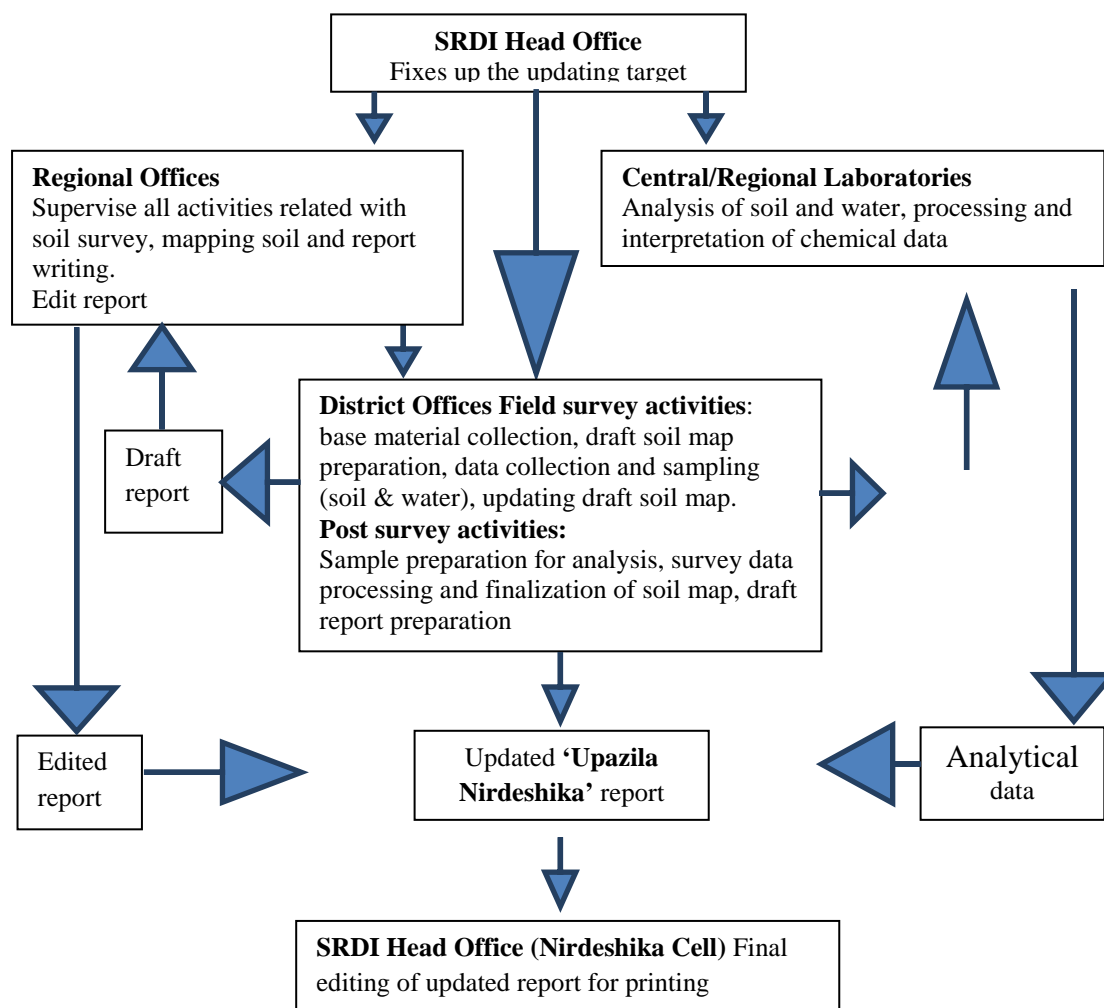 SRDI Head Office
Fixes up the updating target
Regional Offices
Supervise all activities related with
soil survey, mapping soil and report
writing.
Edit report
Central/Regional Laboratories
Analysis of soil and water, processing and
interpretation of chemical data
District Offices Field survey activities:
base material collection, draft soil map
preparation, data collection and sampling
(soil & water), updating draft soil map.
Post survey activities:
Sample preparation for analysis, survey data
processing and finalization of soil map, draft
report preparation
Draft
report
Edited
report
Updated ‘Upazila
Nirdeshika’ report
Analytical
data
SRDI Head Office (Nirdeshika Cell) Final
editing of updated report for printing